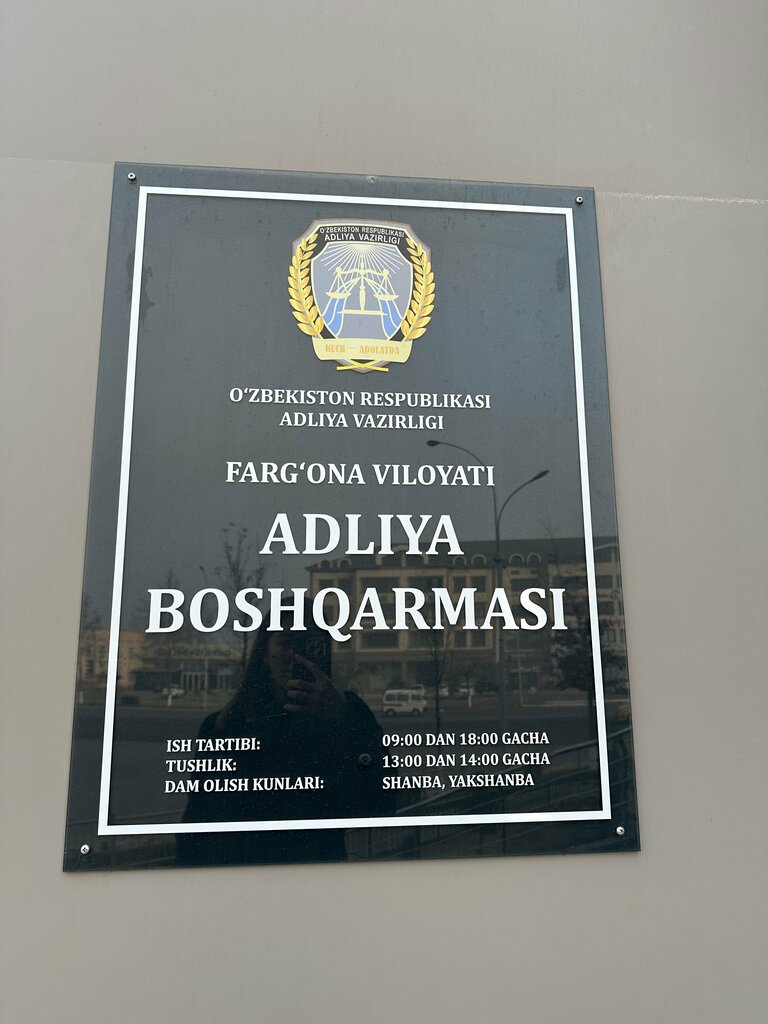 O‘ZBEKISTON RESPUBLIKASI
ADLIYA VAZIRLIGI
KUCH — ADOLATDA
O‘ZBEKISTON RESPUBLIKASI
ADLIYA VAZIRLIGI
FARG‘ONA VILOYATI
ADLIYA
BOSHQARMASI
ISH TARTIBI: 09:00 DAN 18:00 GACHA
TUSHLIK: 13:00 DAN 14:00 GACHA
DAM OLISH KUNLARI: SHANBA, YAKSHANBA